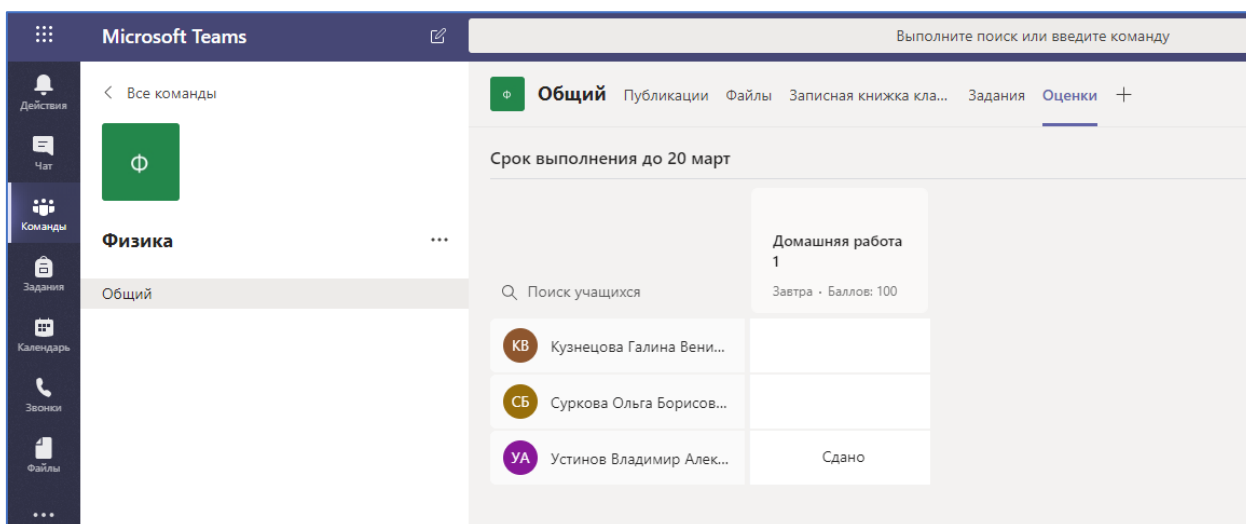 Microsoft Teams
Выполните поиск или введите команду
Действия
Чат
Команды
Задания
Календарь
Звонки
Файлы
Все команды
Ф
Физика
Общий
Ф
Общий Публикации Файлы Записная книжка кла... Задания Оценки
Срок выполнения до 20 март
Домашняя работа
1
Завтра · Баллов: 100
Поиск учащихся
КВ Кузнецова Галина Вени...
СБ Суркова Ольга Борисов...
УА Устинов Владимир Алек... Сдано